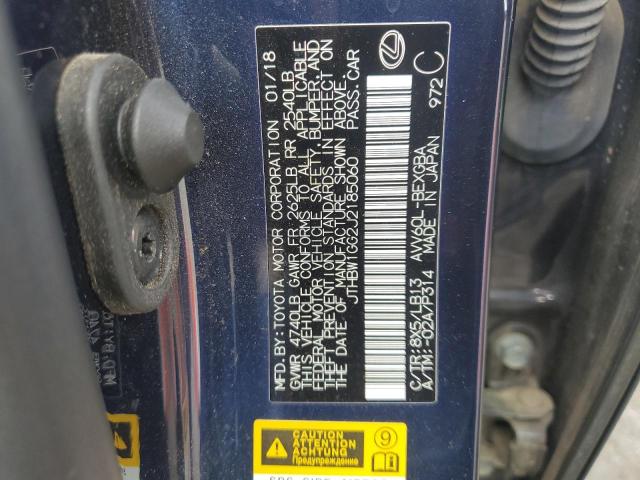 MFD.BY:TOYOTA MOTOR CORPORATION 01/18
GVWR 4740LB GAWR FR 2625LB RR 2540LB
THIS VEHICLE CONFORMS TO ALL APPLICABLE
FEDERAL MOTOR VEHICLE SAFETY, BUMPER, AND
THEFT PREVENTION STANDARDS IN EFFECT ON
THE DATE OF MANUFACTURE SHOWN ABOVE.
JTHBW1GG2J2185060 PASS.CAR
C/TR:8X5/LB13 AVV60L-BEXGBA
A/TM:-02A/P314 MADE IN JAPAN
972 C
CAUTION
ATTENTION
ACHTUNG
Предупреждение
9